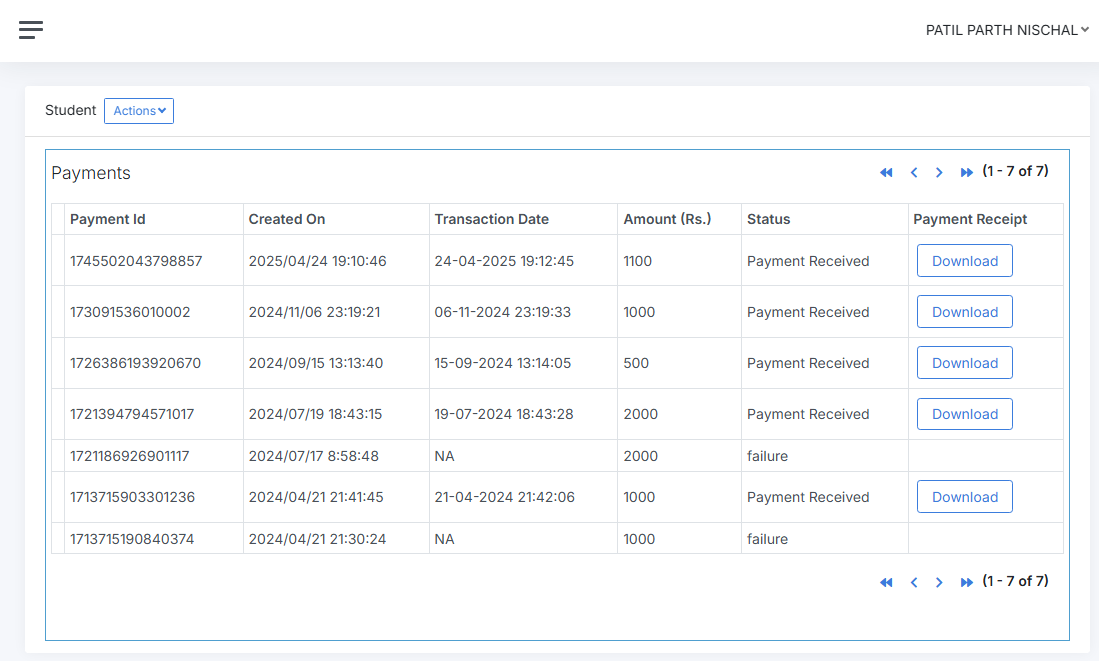 PATIL PARTH NISCHAL
Student Actions
Payments (1 - 7 of 7)
Payment Id Created On Transaction Date Amount (Rs.) Status Payment Receipt
1745502043798857 2025/04/24 19:10:46 24-04-2025 19:12:45 1100 Payment Received Download
173091536010002 2024/11/06 23:19:21 06-11-2024 23:19:33 1000 Payment Received Download
1726386193920670 2024/09/15 13:13:40 15-09-2024 13:14:05 500 Payment Received Download
1721394794571017 2024/07/19 18:43:15 19-07-2024 18:43:28 2000 Payment Received Download
1721186926901117 2024/07/17 8:58:48 NA 2000 failure
1713715903301236 2024/04/21 21:41:45 21-04-2024 21:42:06 1000 Payment Received Download
1713715190840374 2024/04/21 21:30:24 NA 1000 failure
(1 - 7 of 7)